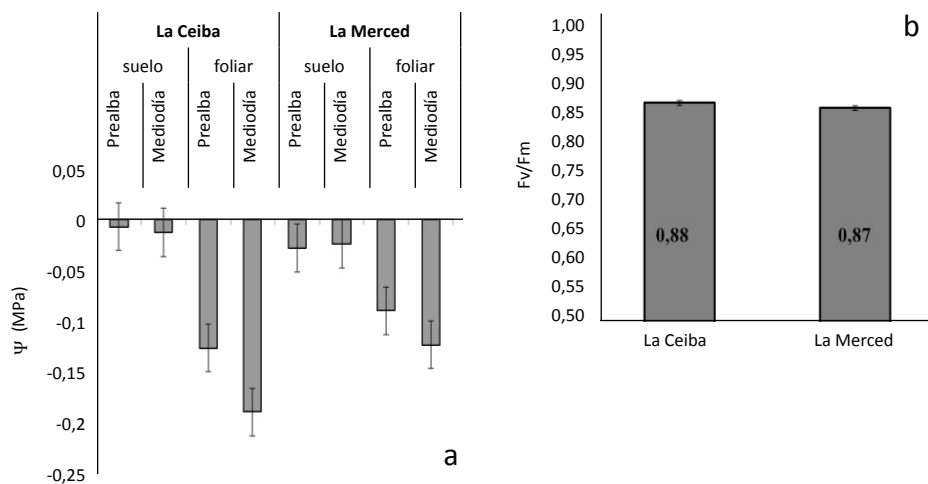 La Ceiba
La Merced
suelo
foliar
suelo
foliar
Prealba
Mediodía
Prealba
Mediodía
Prealba
Mediodía
Prealba
Mediodía
0,05
0
-0,05
-0,1
-0,15
-0,2
-0,25
Ψ (MPa)
a
b
1,00
0,95
0,90
0,85
0,80
0,75
0,70
0,65
0,60
0,55
0,50
Fv/Fm
0,88
0,87
La Ceiba
La Merced